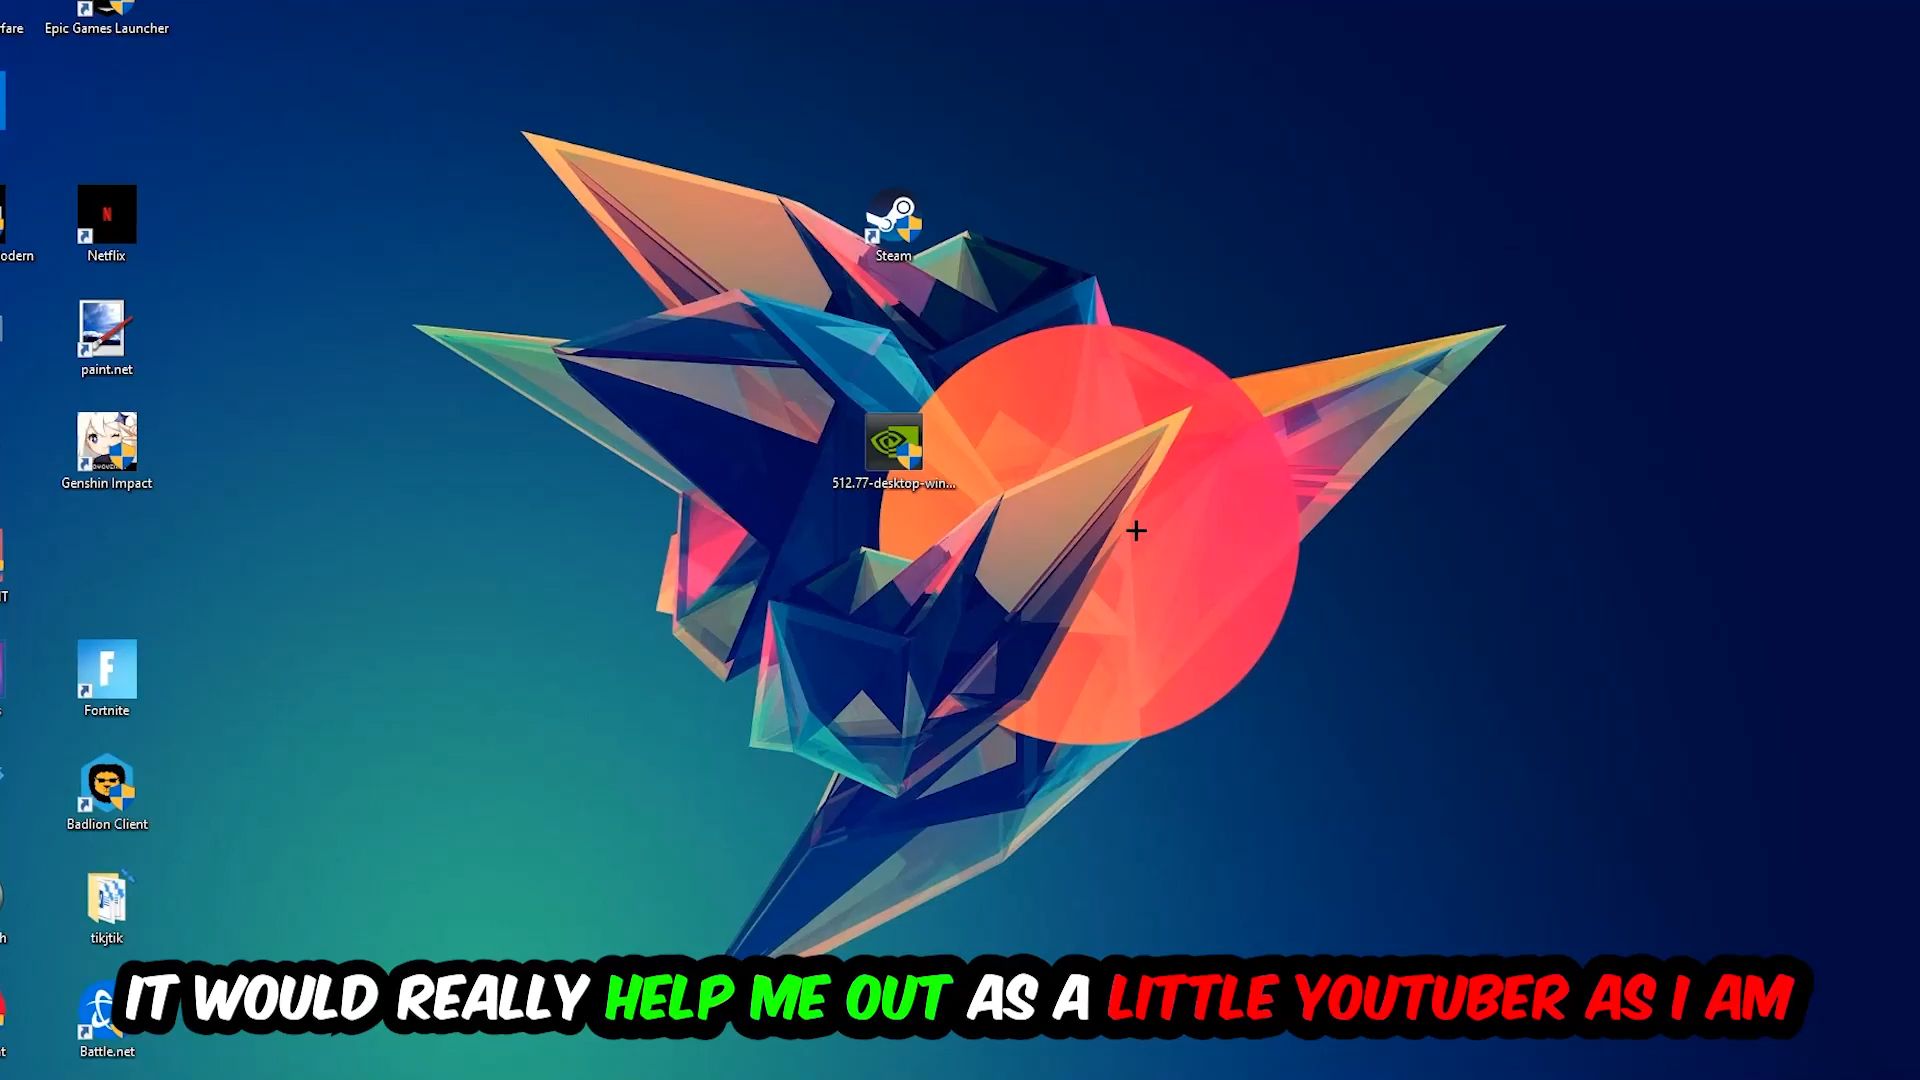 fare
Epic Games Launcher
odern
Netflix
Steam
paint.net
Genshin Impact
512.77-desktop-win...
IT
F
Fortnite
Badlion Client
tikjtik
IT WOULD REALLY HELP ME OUT AS A LITTLE YOUTUBER AS I AM
Battle.net